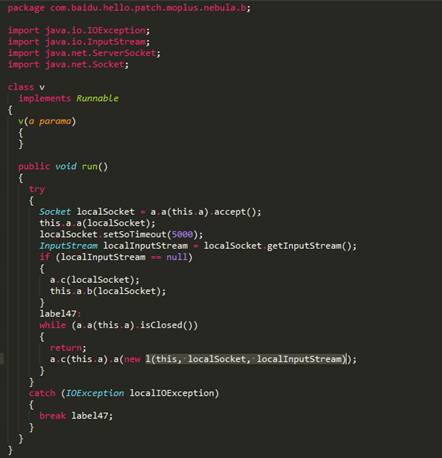 package com.baidu.hello.patch.moplus.nebula.b;
import java.io.IOException;
import java.io.InputStream;
import java.net.ServerSocket;
import java.net.Socket;
class v
implements Runnable
{
v(a parama)
{
}
public void run()
{
try
{
Socket localSocket = a.a(this.a).accept();
this.a.a(localSocket);
localSocket.setSoTimeout(5000);
InputStream localInputStream = localSocket.getInputStream();
if (localInputStream == null)
{
a.c(localSocket);
this.a.b(localSocket);
}
label47:
while (a.a(this.a).isClosed())
{
return;
a.c(this.a).a(new l(this, localSocket, localInputStream));
}
}
catch (IOException localIOException)
{
break label47;
}
}
}